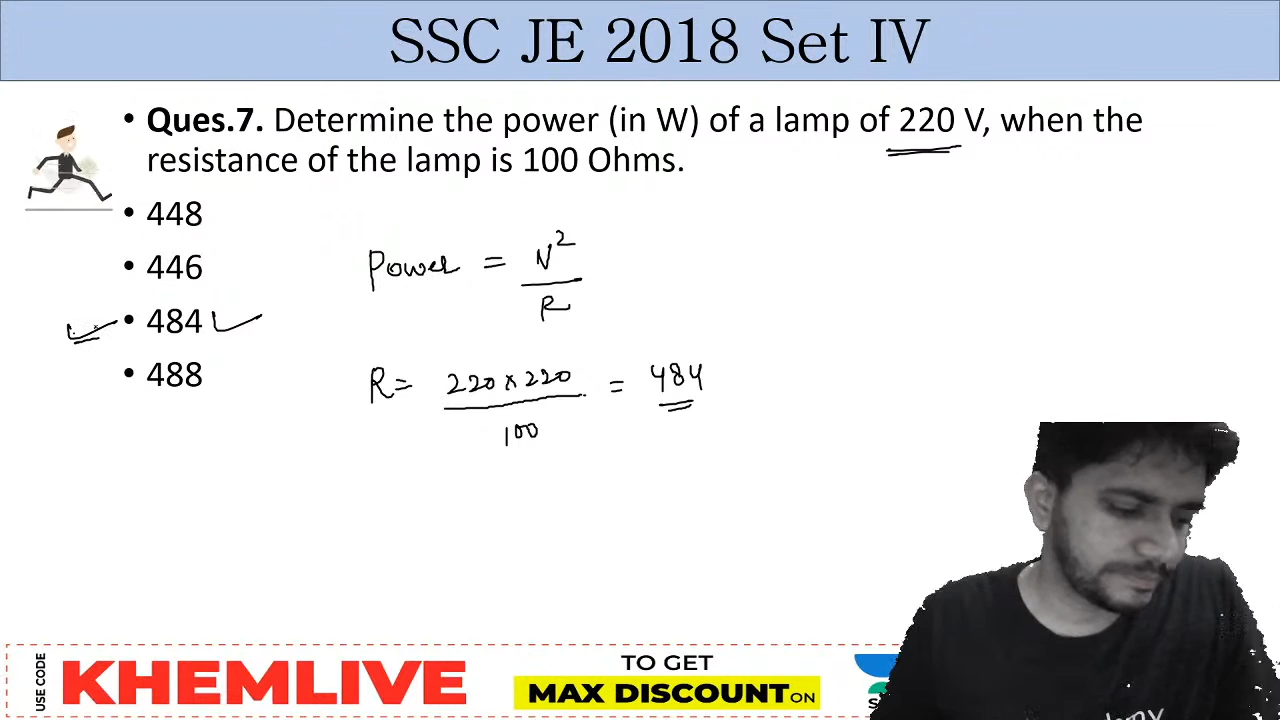 SSC JE 2018 Set IV
• Ques.7. Determine the power (in W) of a lamp of 220 V, when the
resistance of the lamp is 100 Ohms.
• 448
• 446
• 484
• 488
Power = V²/R
R = 220 × 220/100 = 484
USE CODE
KHEMLIVE
TO GET
MAX DISCOUNT ON